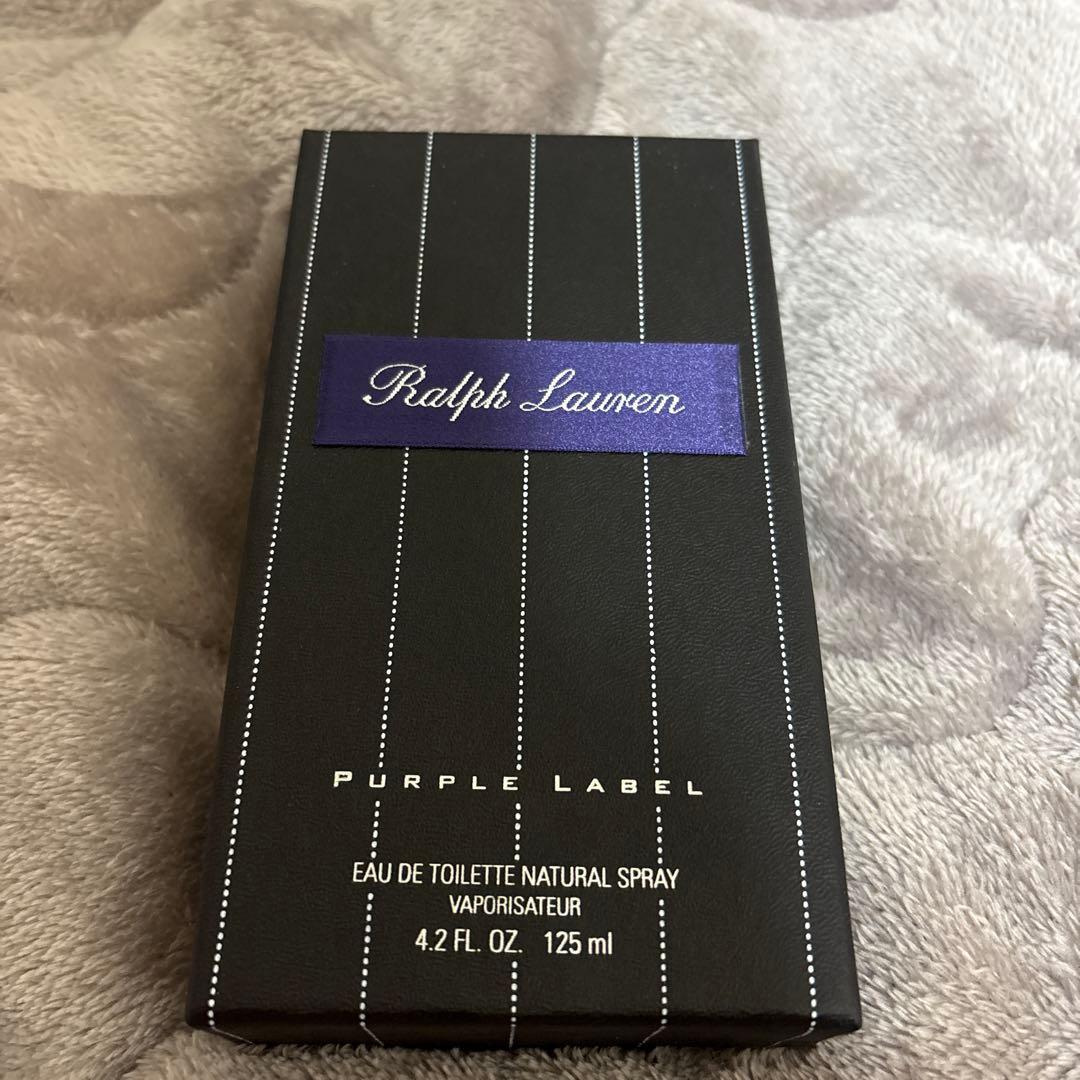 Ralph Lauren
PURPLE LABEL
EAU DE TOILETTE NATURAL SPRAY
VAPORISATEUR
4.2 FL. OZ. 125 ml